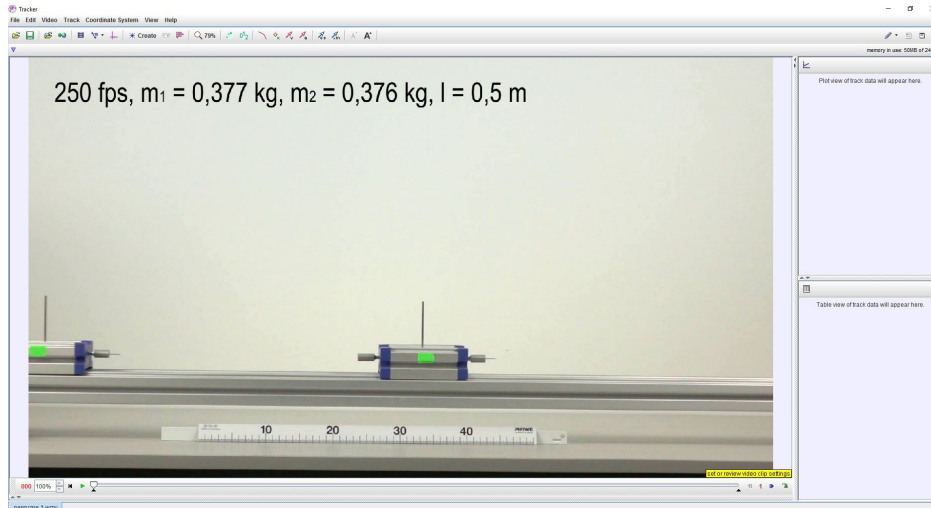 Tracker
File Edit Video Track Coordinate System View Help
79% Create
memory in use: 50MB of 24
Plot view of track data will appear here.
250 fps, m1 = 0,377 kg, m2 = 0,376 kg, l = 0,5 m
Table view of track data will appear here.
10 20 30 40 PHYWE
set or review video clip settings
000 100%